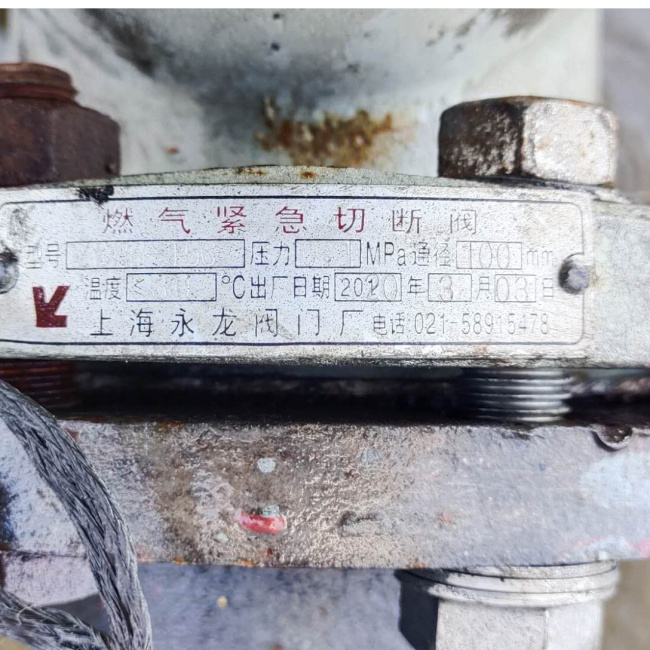 燃气紧急切断阀
型号 压力 MPa 通径 100 mm
温度 ℃ 出厂日期 2020 年 3 月 03 日
上海永龙阀门厂 电话:021-58915478